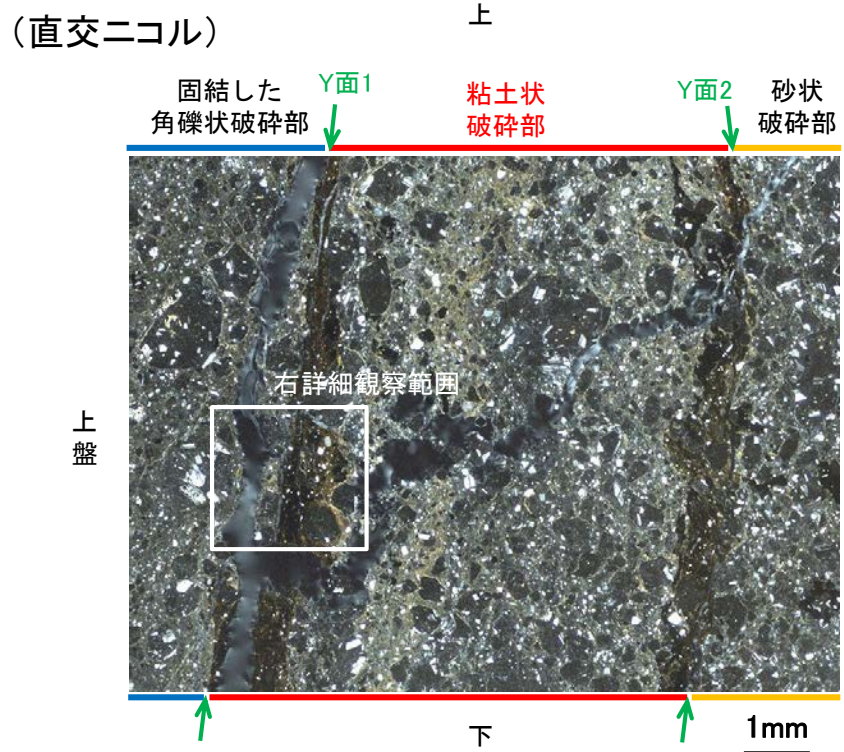 (直交ニコル)
上
固結した
角礫状破砕部
Y面1
粘土状
破砕部
Y面2
砂状
破砕部
右詳細観察範囲
上
盤
下
1mm